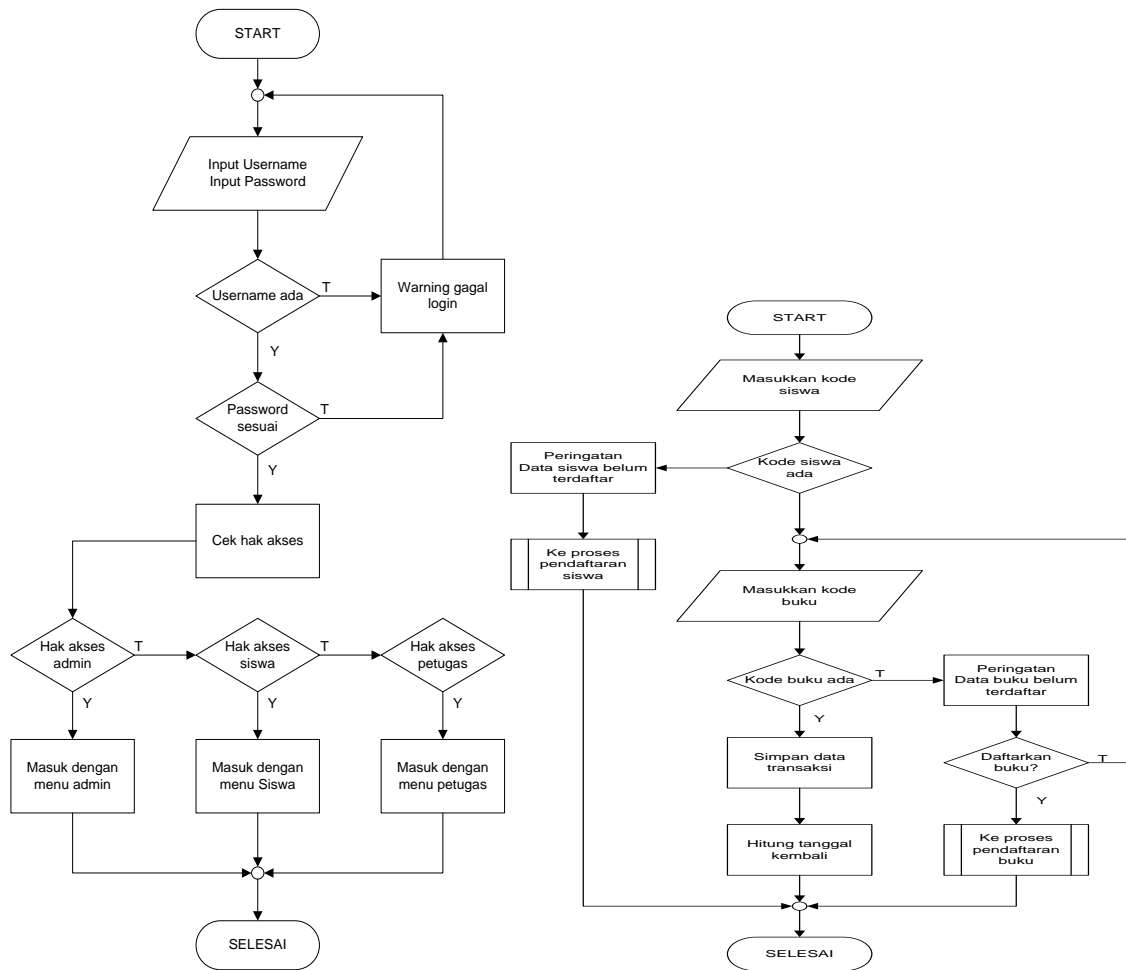 START
Input Username
Input Password
Username ada
T
Warning gagal
login
Y
Password
sesuai
T
Y
Cek hak akses
Hak akses
admin
T
Hak akses
siswa
T
Hak akses
petugas
Y
Y
Y
Masuk dengan
menu admin
Masuk dengan
menu Siswa
Masuk dengan
menu petugas
SELESAI
START
Masukkan kode
siswa
Kode siswa
ada
Peringatan
Data siswa belum
terdaftar
Ke proses
pendaftaran
siswa
Masukkan kode
buku
Kode buku ada
T
Peringatan
Data buku belum
terdaftar
Y
Simpan data
transaksi
Daftarkan
buku?
T
Y
Hitung tanggal
kembali
Ke proses
pendaftaran
buku
SELESAI